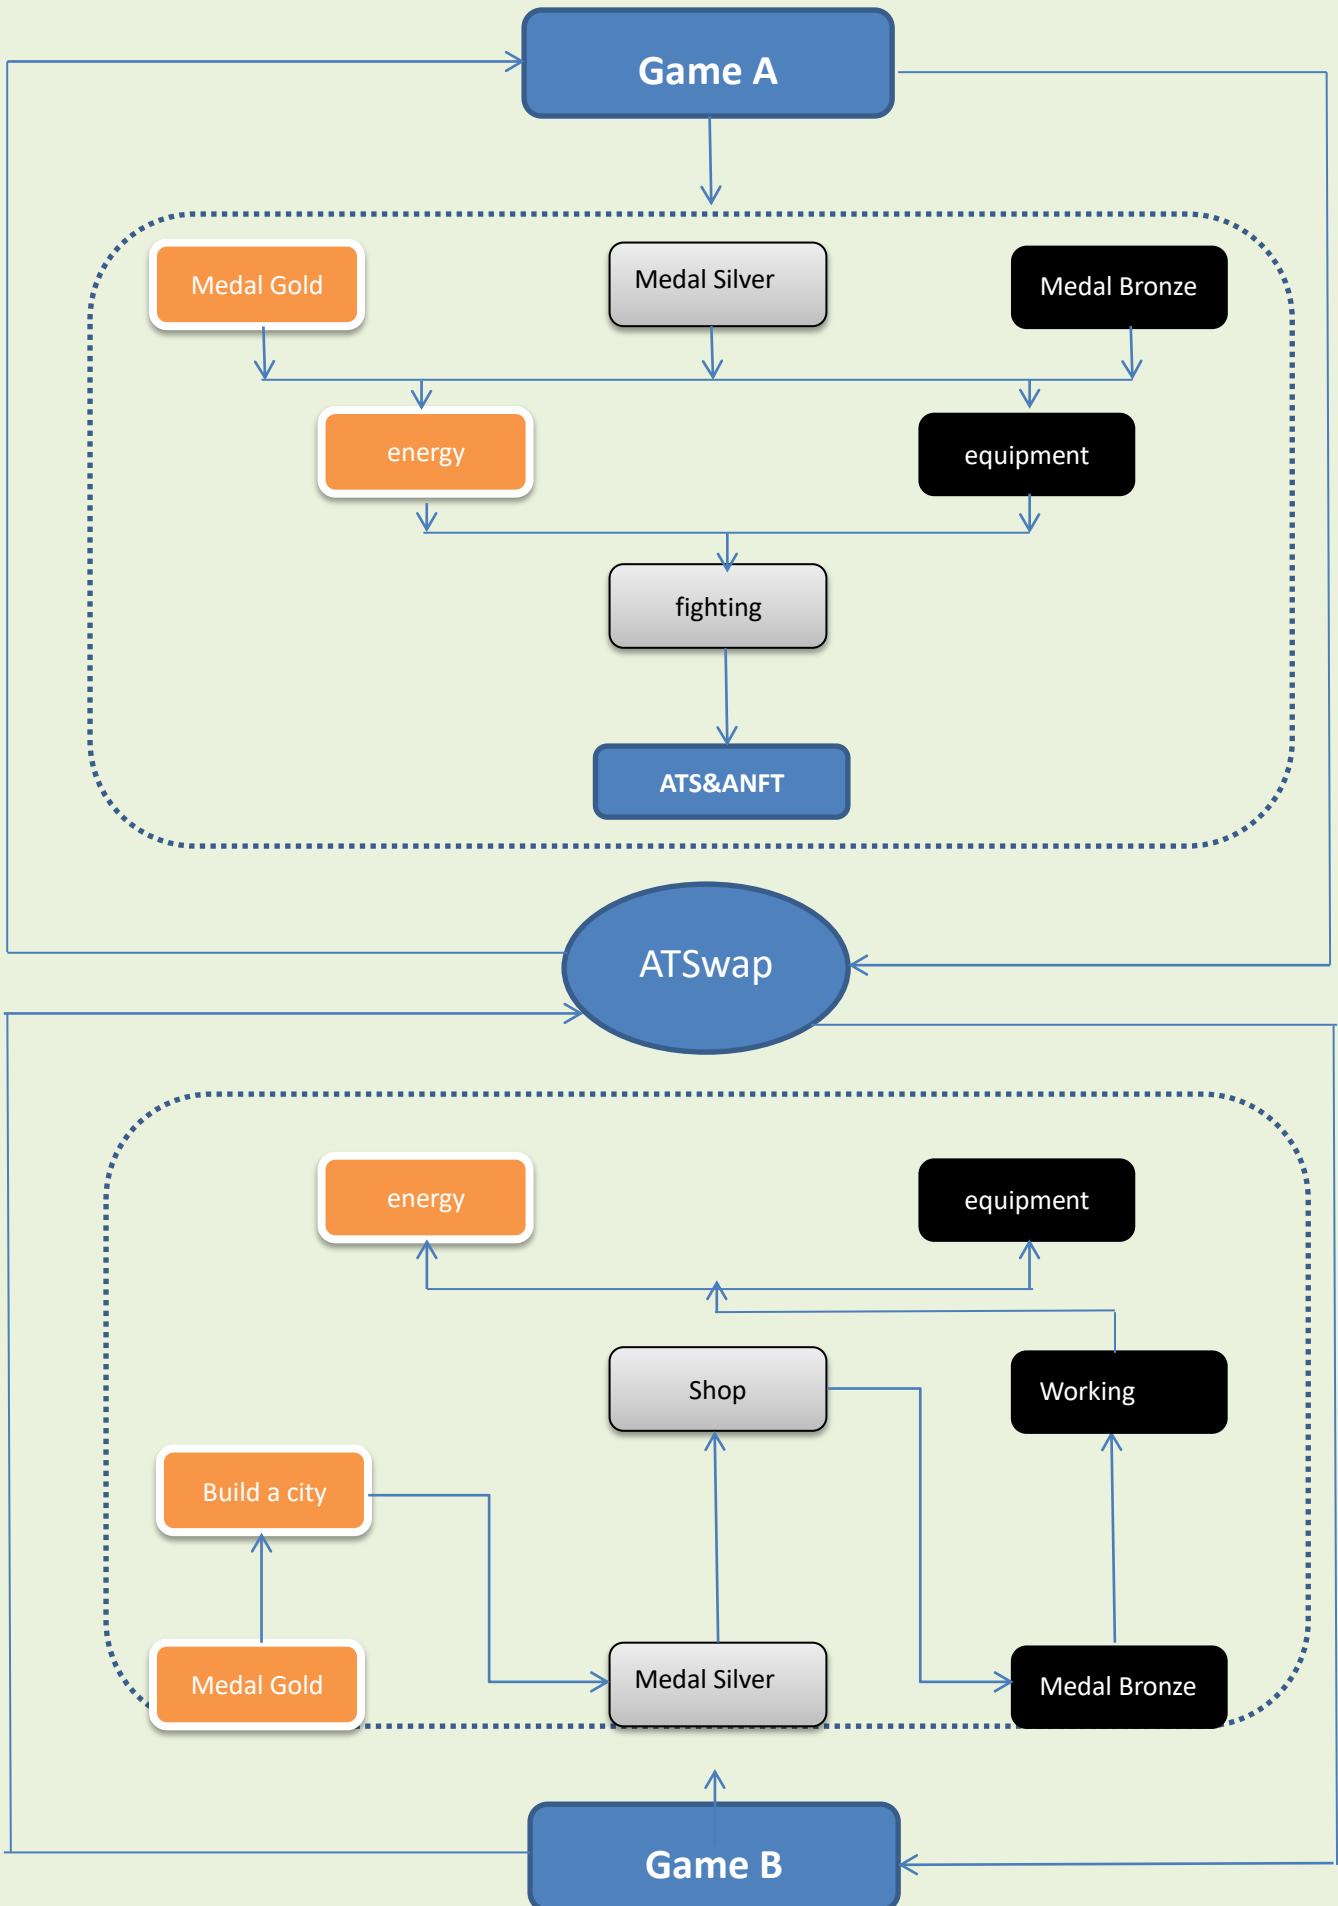 Game A
Medal Gold
Medal Silver
Medal Bronze
energy
equipment
fighting
ATS&ANFT
ATSwap
energy
equipment
Shop
Working
Build a city
Medal Gold
Medal Silver
Medal Bronze
Game B